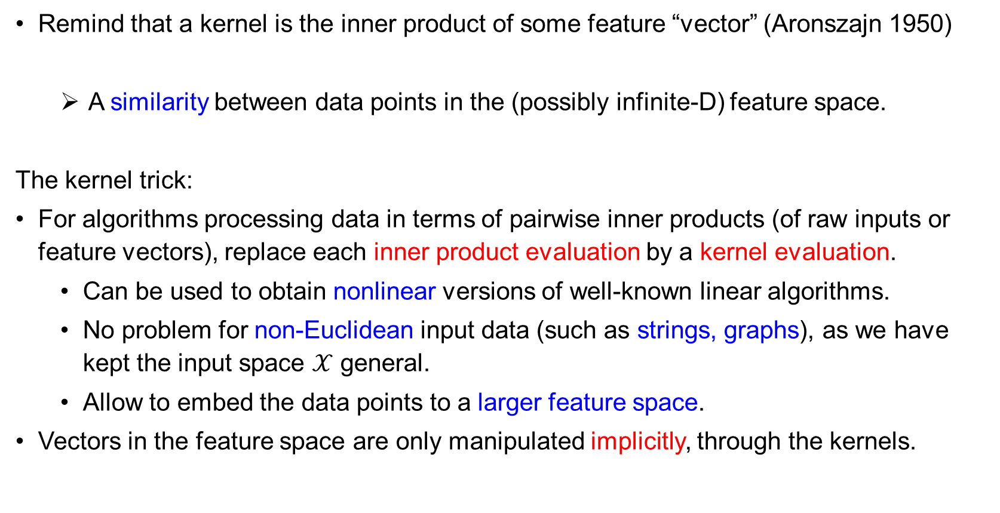 • Remind that a kernel is the inner product of some feature “vector” (Aronszajn 1950)
➢ A similarity between data points in the (possibly infinite-D) feature space.
The kernel trick:
• For algorithms processing data in terms of pairwise inner products (of raw inputs or
feature vectors), replace each inner product evaluation by a kernel evaluation.
• Can be used to obtain nonlinear versions of well-known linear algorithms.
• No problem for non-Euclidean input data (such as strings, graphs), as we have
kept the input space 𝒳 general.
• Allow to embed the data points to a larger feature space.
• Vectors in the feature space are only manipulated implicitly, through the kernels.